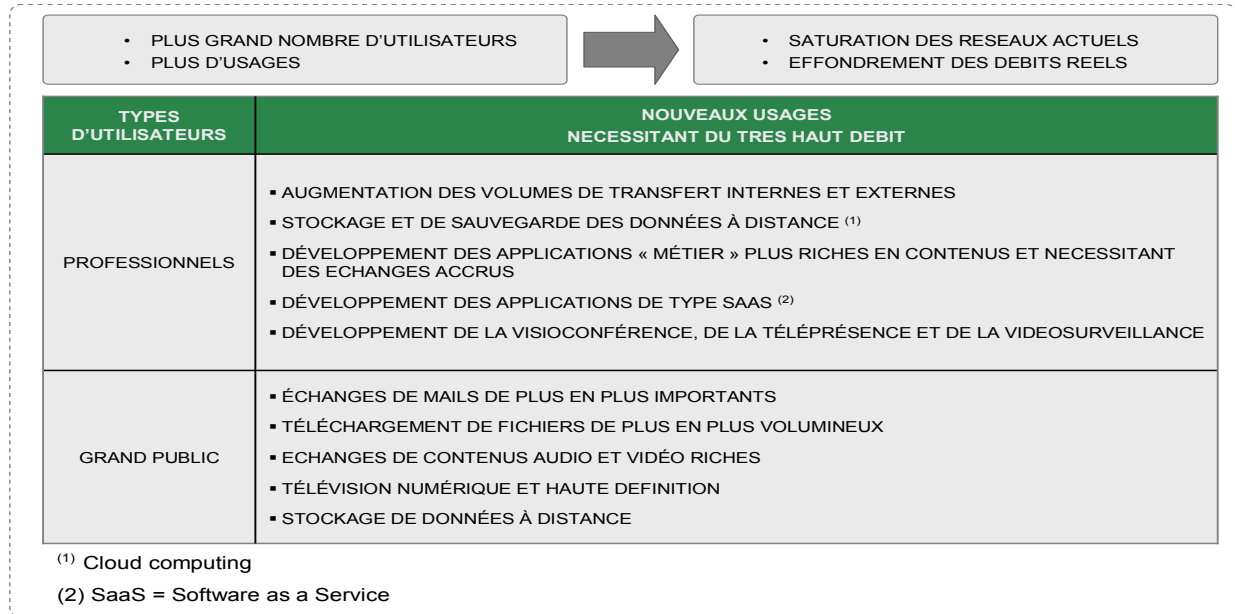 • PLUS GRAND NOMBRE D'UTILISATEURS
• PLUS D'USAGES
• SATURATION DES RESEAUX ACTUELS
• EFFONDREMENT DES DEBITS REELS
TYPES
D'UTILISATEURS
NOUVEAUX USAGES
NECESSITANT DU TRES HAUT DEBIT
PROFESSIONNELS
▪ AUGMENTATION DES VOLUMES DE TRANSFERT INTERNES ET EXTERNES
▪ STOCKAGE ET DE SAUVEGARDE DES DONNÉES À DISTANCE (1)
▪ DÉVELOPPEMENT DES APPLICATIONS « MÉTIER » PLUS RICHES EN CONTENUS ET NECESSITANT
DES ECHANGES ACCRUS
▪ DÉVELOPPEMENT DES APPLICATIONS DE TYPE SAAS (2)
▪ DÉVELOPPEMENT DE LA VISIOCONFÉRENCE, DE LA TÉLÉPRÉSENCE ET DE LA VIDEOSURVEILLANCE
GRAND PUBLIC
▪ ÉCHANGES DE MAILS DE PLUS EN PLUS IMPORTANTS
▪ TÉLÉCHARGEMENT DE FICHIERS DE PLUS EN PLUS VOLUMINEUX
▪ ECHANGES DE CONTENUS AUDIO ET VIDÉO RICHES
▪ TÉLÉVISION NUMÉRIQUE ET HAUTE DEFINITION
▪ STOCKAGE DE DONNÉES À DISTANCE
(1) Cloud computing
(2) SaaS = Software as a Service